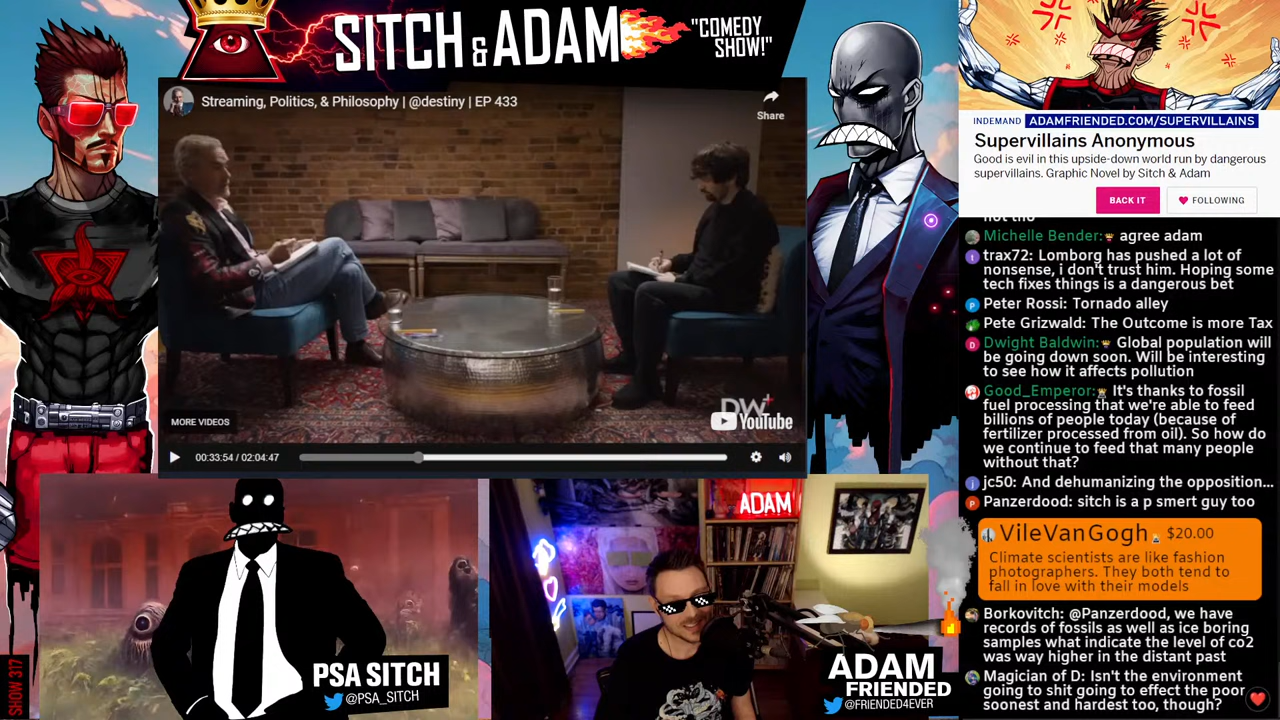 SITCH & ADAM
"COMEDY
SHOW!"
Streaming, Politics, & Philosophy | @destiny | EP 433
Share
MORE VIDEOS
DW+
YouTube
00:33:54 / 02:04:47
PSA SITCH
@PSA_SITCH
ADAM
ADAM
FRIENDED
@FRIENDED4EVER
SHOW 317
INDEMAND ADAMFRIENDED.COM/SUPERVILLAINS
Supervillains Anonymous
Good is evil in this upside-down world run by dangerous
supervillains. Graphic Novel by Sitch & Adam
BACK IT
FOLLOWING
not tho
Michelle Bender: agree adam
trax72: Lomborg has pushed a lot of
nonsense, i don't trust him. Hoping some
tech fixes things is a dangerous bet
Peter Rossi: Tornado alley
Pete Grizwald: The Outcome is more Tax
Dwight Baldwin: Global population will
be going down soon. Will be interesting
to see how it affects pollution
Good_Emperor: It's thanks to fossil
fuel processing that we're able to feed
billions of people today (because of
fertilizer processed from oil). So how do
we continue to feed that many people
without that?
jc50: And dehumanizing the opposition...
Panzerdood: sitch is a p smert guy too
VileVanGogh $20.00
Climate scientists are like fashion
photographers. They both tend to
fall in love with their models
Borkovitch: @Panzerdood, we have
records of fossils as well as ice boring
samples what indicate the level of co2
was way higher in the distant past
Magician of D: Isn't the environment
going to shit going to effect the poor
soonest and hardest too, though?